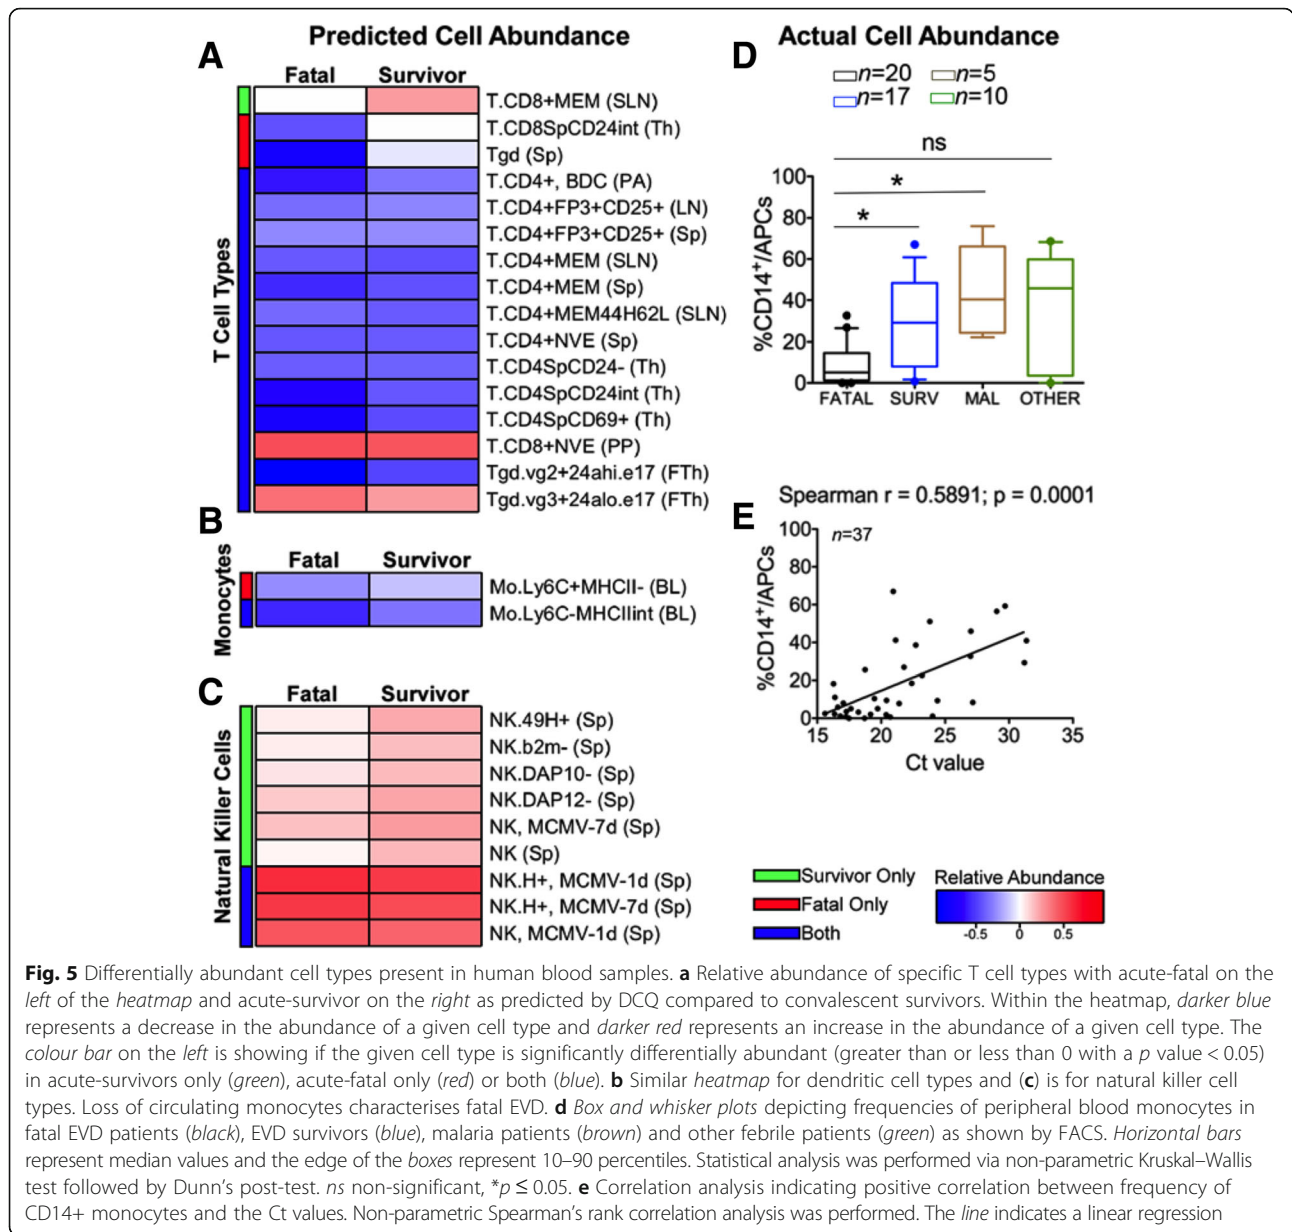 Predicted Cell Abundance
A
Fatal Survivor
T Cell Types
T.CD8+MEM (SLN)
T.CD8SpCD24int (Th)
Tgd (Sp)
T.CD4+, BDC (PA)
T.CD4+FP3+CD25+ (LN)
T.CD4+FP3+CD25+ (Sp)
T.CD4+MEM (SLN)
T.CD4+MEM (Sp)
T.CD4+MEM44H62L (SLN)
T.CD4+NVE (Sp)
T.CD4SpCD24- (Th)
T.CD4SpCD24int (Th)
T.CD4SpCD69+ (Th)
T.CD8+NVE (PP)
Tgd.vg2+24ahi.e17 (FTh)
Tgd.vg3+24alo.e17 (FTh)
B
Fatal Survivor
Monocytes
Mo.Ly6C+MHCII- (BL)
Mo.Ly6C-MHCIIint (BL)
C
Fatal Survivor
Natural Killer Cells
NK.49H+ (Sp)
NK.b2m- (Sp)
NK.DAP10- (Sp)
NK.DAP12- (Sp)
NK, MCMV-7d (Sp)
NK (Sp)
NK.H+, MCMV-1d (Sp)
NK.H+, MCMV-7d (Sp)
NK, MCMV-1d (Sp)
Actual Cell Abundance
D
n=20 n=5
n=17 n=10
ns
*
*
%CD14+/APCs
100
80
60
40
20
0
FATAL SURV MAL OTHER
Spearman r = 0.5891; p = 0.0001
E
n=37
%CD14+/APCs
100
80
60
40
20
0
15 20 25 30 35
Ct value
Survivor Only
Fatal Only
Both
Relative Abundance
-0.5 0 0.5
Fig. 5 Differentially abundant cell types present in human blood samples. a Relative abundance of specific T cell types with acute-fatal on the
left of the heatmap and acute-survivor on the right as predicted by DCQ compared to convalescent survivors. Within the heatmap, darker blue
represents a decrease in the abundance of a given cell type and darker red represents an increase in the abundance of a given cell type. The
colour bar on the left is showing if the given cell type is significantly differentially abundant (greater than or less than 0 with a p value < 0.05)
in acute-survivors only (green), acute-fatal only (red) or both (blue). b Similar heatmap for dendritic cell types and (c) is for natural killer cell
types. Loss of circulating monocytes characterises fatal EVD. d Box and whisker plots depicting frequencies of peripheral blood monocytes in
fatal EVD patients (black), EVD survivors (blue), malaria patients (brown) and other febrile patients (green) as shown by FACS. Horizontal bars
represent median values and the edge of the boxes represent 10–90 percentiles. Statistical analysis was performed via non-parametric Kruskal–Wallis
test followed by Dunn's post-test. ns non-significant, *p ≤ 0.05. e Correlation analysis indicating positive correlation between frequency of
CD14+ monocytes and the Ct values. Non-parametric Spearman's rank correlation analysis was performed. The line indicates a linear regression